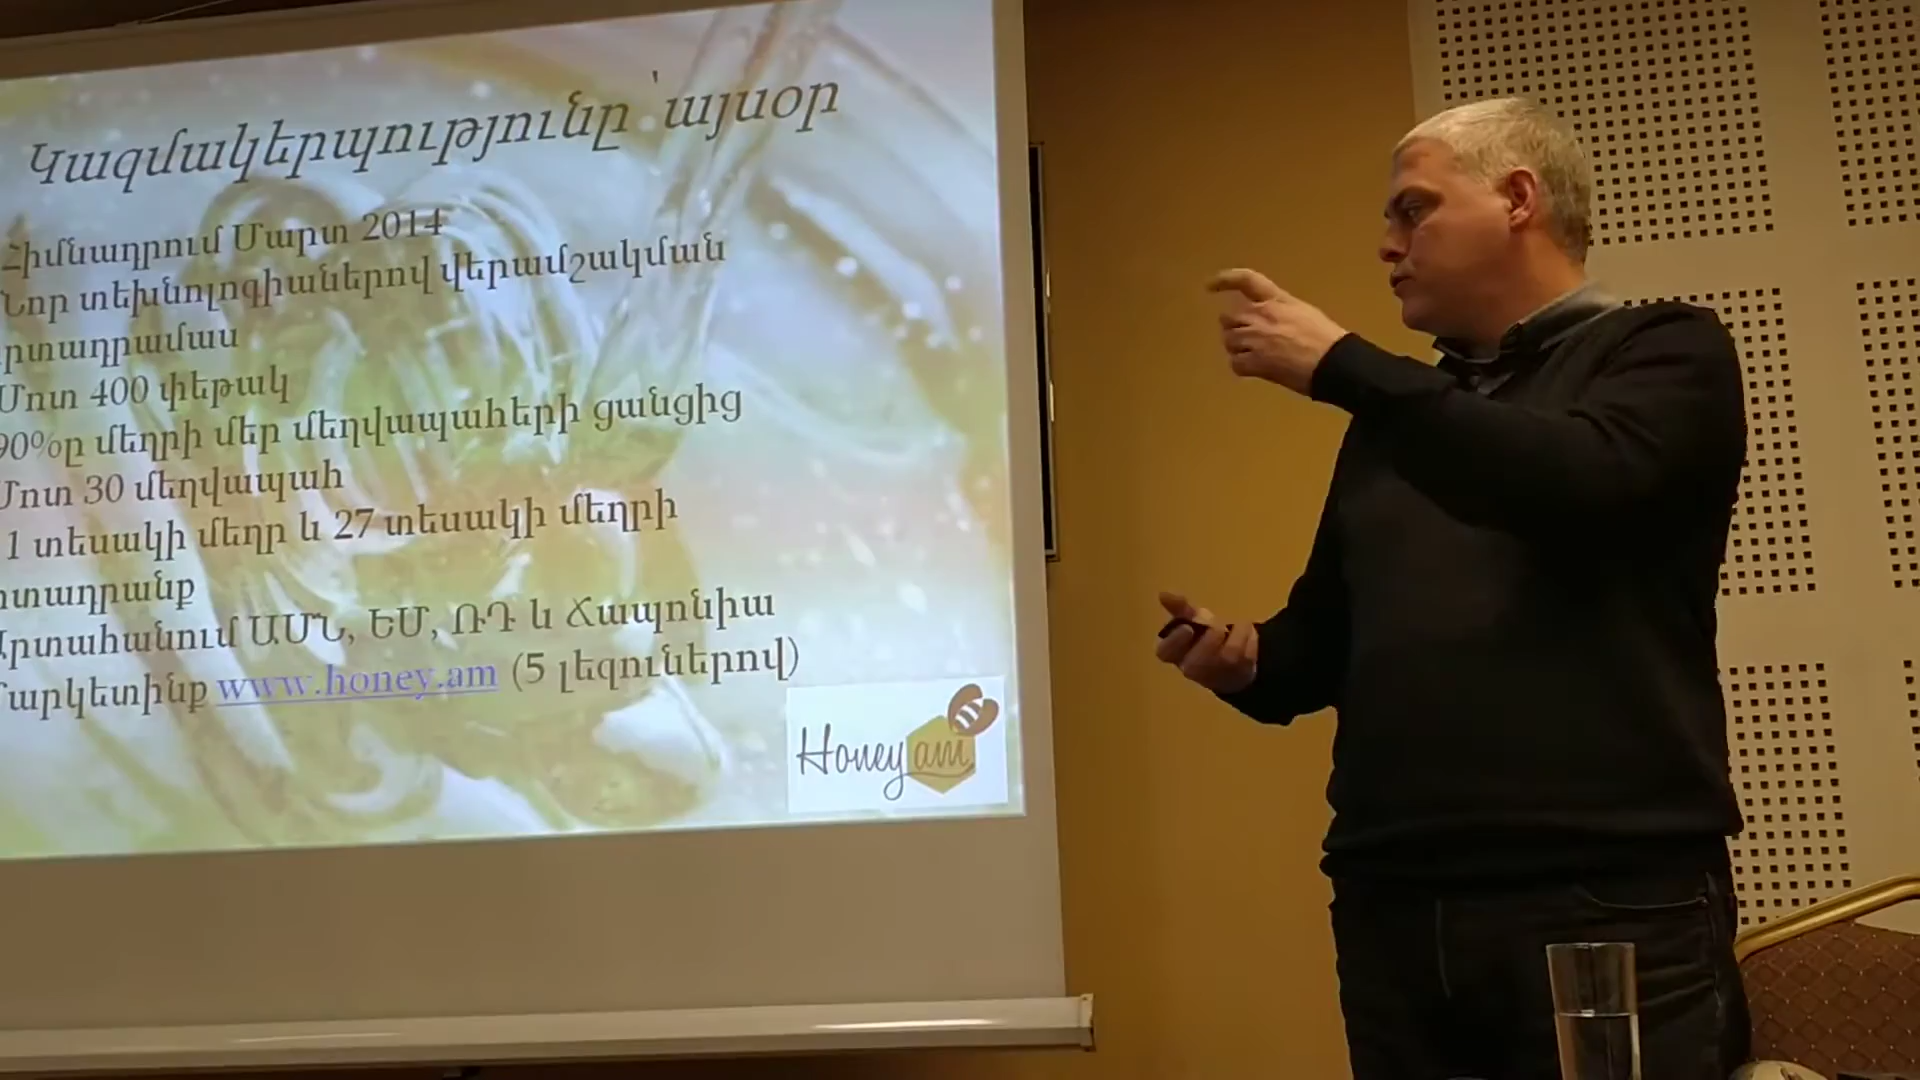 Կազմակերպությունը այսօր
Հիմնադրում Մարտ 2014
Նոր տեխնոլոգիաներով վերամշակման
րտադրամաս
Մոտ 400 փեթակ
90%ը մեղրի մեր մեղվապահների ցանցից
Մոտ 30 մեղվապահ
1 տեսակի մեղր և 27 տեսակի մեղրի
տադրանք
Արտահանում ԱՄՆ, ԵՄ, ՌԴ և Ճապոնիա
Մարկետինք www.honey.am (5 լեզուներով)
Honey.am